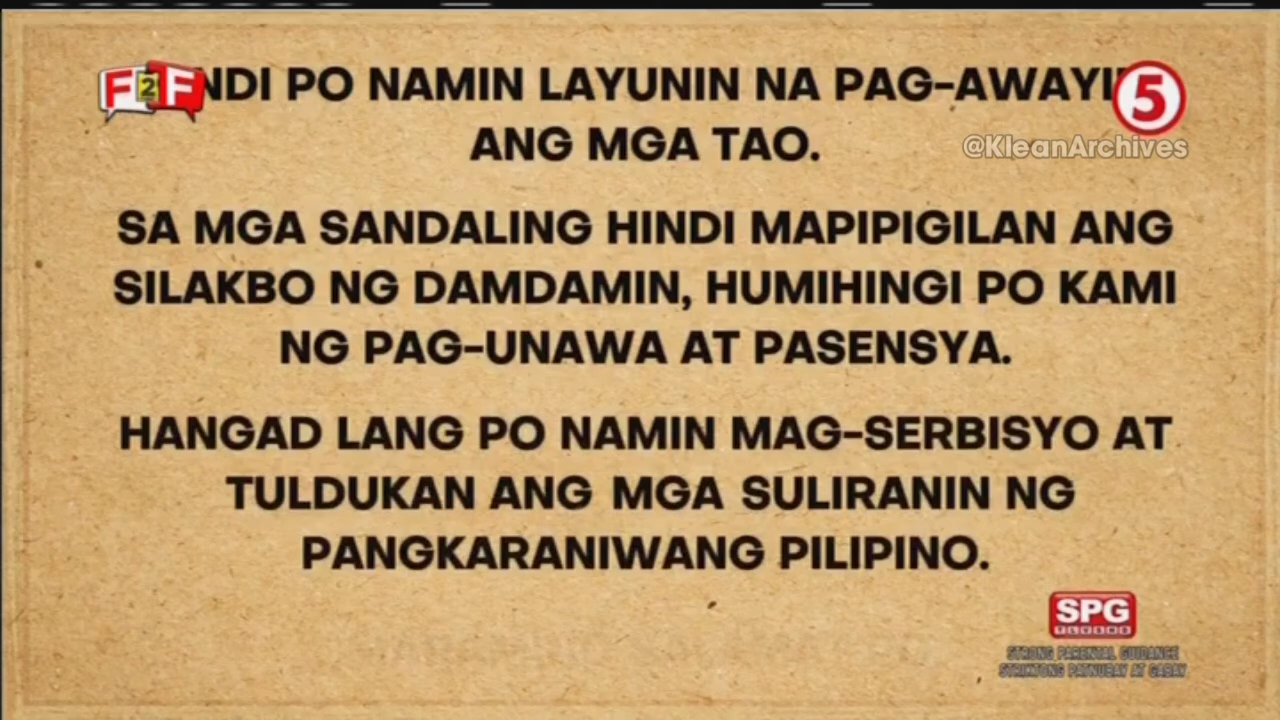 F2F
NDI PO NAMIN LAYUNIN NA PAG-AWAYI
5
ANG MGA TAO.
@KleanArchives
SA MGA SANDALING HINDI MAPIPIGILAN ANG
SILAKBO NG DAMDAMIN, HUMIHINGI PO KAMI
NG PAG-UNAWA AT PASENSYA.
HANGAD LANG PO NAMIN MAG-SERBISYO AT
TULDUKAN ANG MGA SULIRANIN NG
PANGKARANIWANG PILIPINO.
SPG
STRONG PARENTAL GUIDANCE
STRIKTONG PATNUBAY AT GABAY